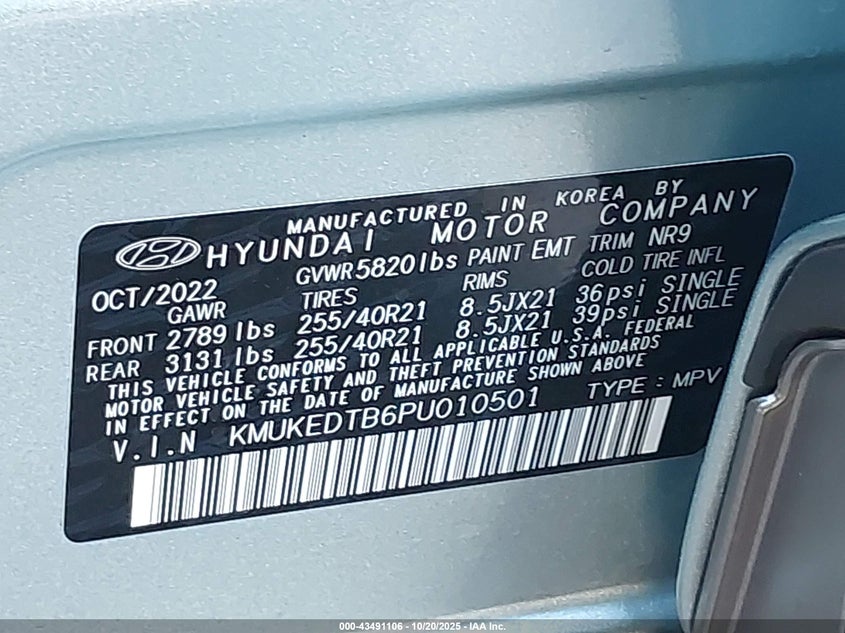 MANUFACTURED IN KOREA BY
HYUNDAI MOTOR COMPANY
OCT/2022 GVWR 5820lbs PAINT EMT TRIM NR9
GAWR TIRES RIMS COLD TIRE INFL
FRONT 2789lbs 255/40R21 8.5JX21 36psi SINGLE
REAR 3131lbs 255/40R21 8.5JX21 39psi SINGLE
THIS VEHICLE CONFORMS TO ALL APPLICABLE U.S.A. FEDERAL
MOTOR VEHICLE SAFETY AND THEFT PREVENTION STANDARDS
IN EFFECT ON THE DATE OF MANUFACTURE SHOWN ABOVE
V.I.N KMUKEDTB6PU010501 TYPE : MPV
000-43491106 - 10/20/2025 - IAA Inc.